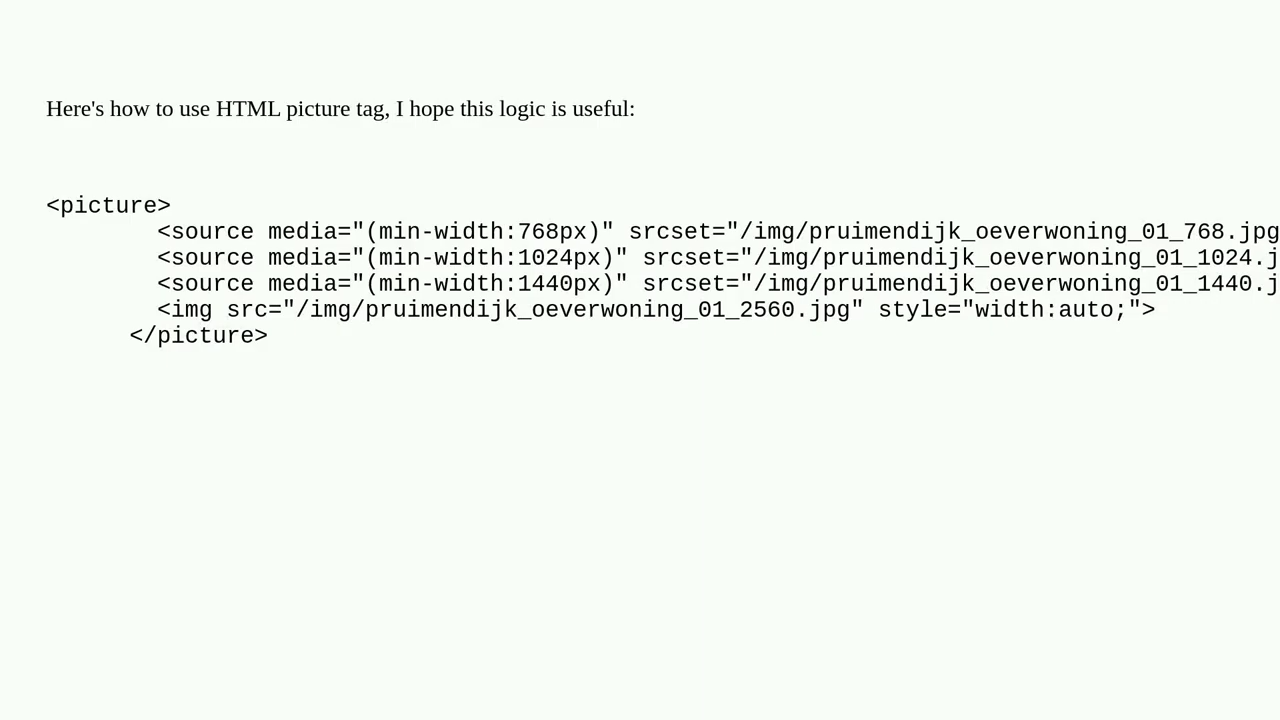 Here's how to use HTML picture tag, I hope this logic is useful:
<picture>
<source media="(min-width:768px)" srcset="/img/pruimendijk_oeverwoning_01_768.jpg
<source media="(min-width:1024px)" srcset="/img/pruimendijk_oeverwoning_01_1024.j
<source media="(min-width:1440px)" srcset="/img/pruimendijk_oeverwoning_01_1440.j
<img src="/img/pruimendijk_oeverwoning_01_2560.jpg" style="width:auto;">
</picture>